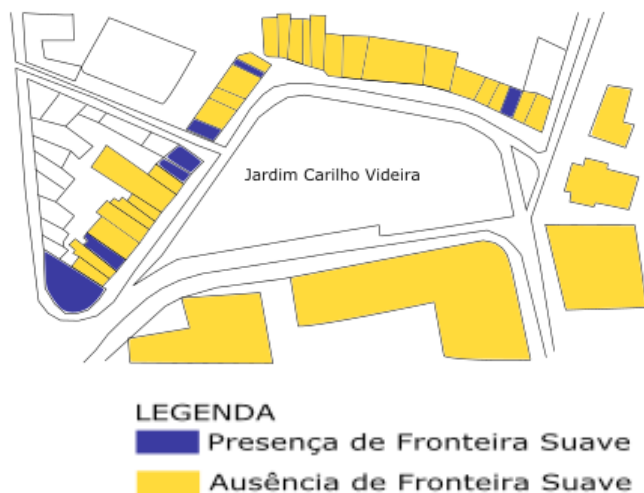 Jardim Carilho Videira
LEGENDA
Presença de Fronteira Suave
Ausência de Fronteira Suave